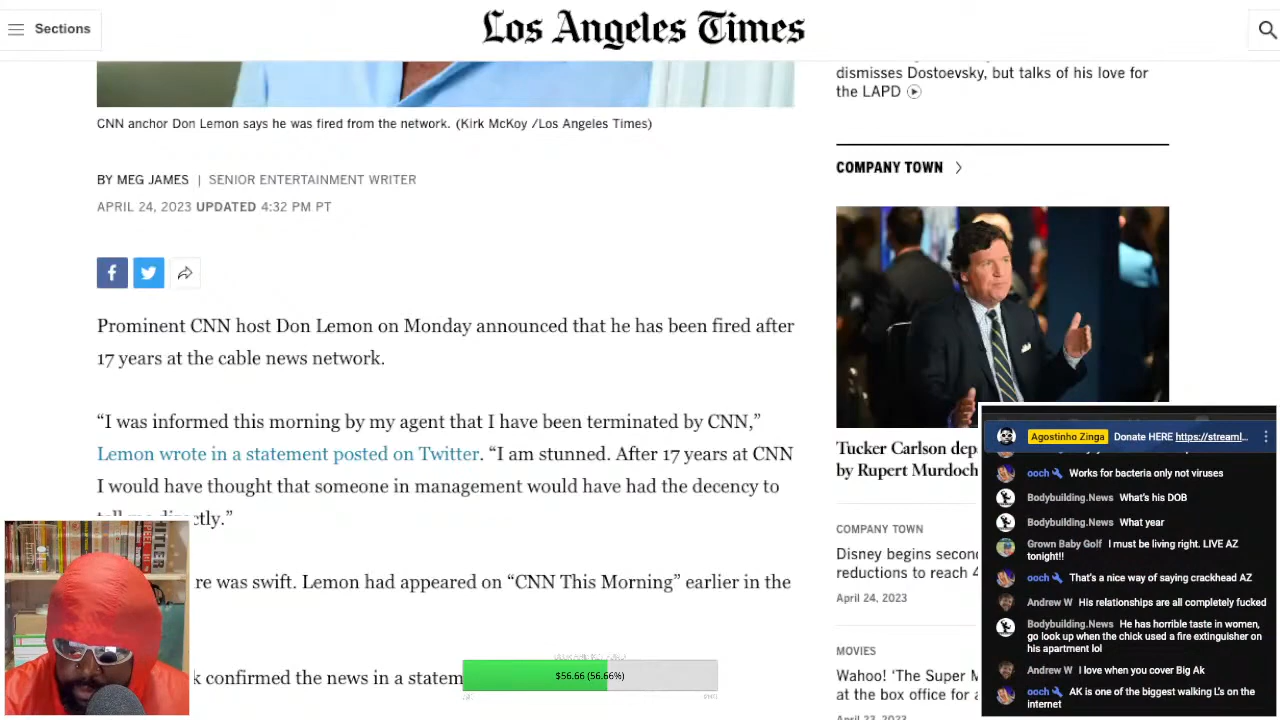 Sections
Los Angeles Times
dismisses Dostoevsky, but talks of his love for
the LAPD
CNN anchor Don Lemon says he was fired from the network. (Kirk McKoy /Los Angeles Times)
BY MEG JAMES | SENIOR ENTERTAINMENT WRITER
APRIL 24, 2023 UPDATED 4:32 PM PT
Prominent CNN host Don Lemon on Monday announced that he has been fired after
17 years at the cable news network.
“I was informed this morning by my agent that I have been terminated by CNN,”
Lemon wrote in a statement posted on Twitter. “I am stunned. After 17 years at CNN
I would have thought that someone in management would have had the decency to
ctly.”
re was swift. Lemon had appeared on “CNN This Morning” earlier in the
k confirmed the news in a statem
$56.66 (56.66%)
COMPANY TOWN
Tucker Carlson dep
by Rupert Murdoch
COMPANY TOWN
Disney begins second
reductions to reach 4
April 24, 2023
MOVIES
Wahoo! ‘The Super M
at the box office for a
April 23, 2023
Agostinho Zinga Donate HERE https://streaml...
ooch Works for bacteria only not viruses
Bodybuilding.News What's his DOB
Bodybuilding.News What year
Grown Baby Golf I must be living right. LIVE AZ
tonight!!
ooch That's a nice way of saying crackhead AZ
Andrew W His relationships are all completely fucked
Bodybuilding.News He has horrible taste in women,
go look up when the chick used a fire extinguisher on
his apartment lol
Andrew W I love when you cover Big Ak
ooch AK is one of the biggest walking L's on the
internet